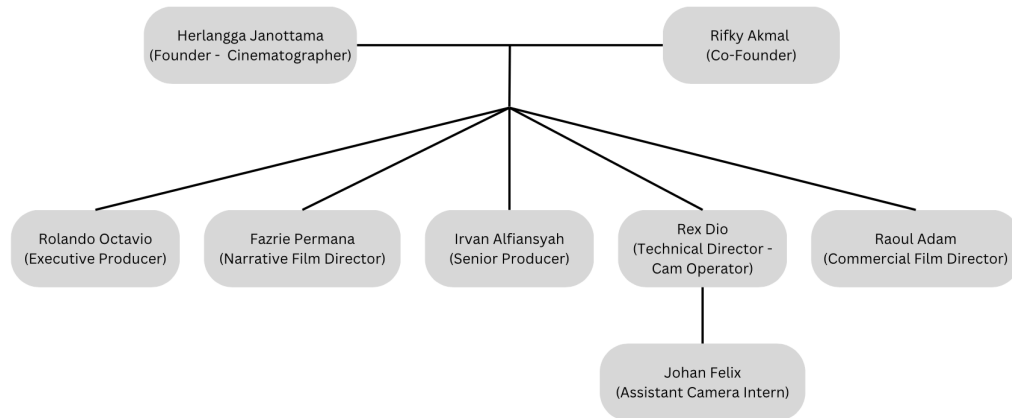 Herlangga Janottama
(Founder -  Cinematographer)
Rifky Akmal
(Co-Founder)
Rolando Octavio
(Executive Producer)
Fazrie Permana
(Narrative Film Director)
Irvan Alfiansyah
(Senior Producer)
Rex Dio
(Technical Director -
Cam Operator)
Raoul Adam
(Commercial Film Director)
Johan Felix
(Assistant Camera Intern)